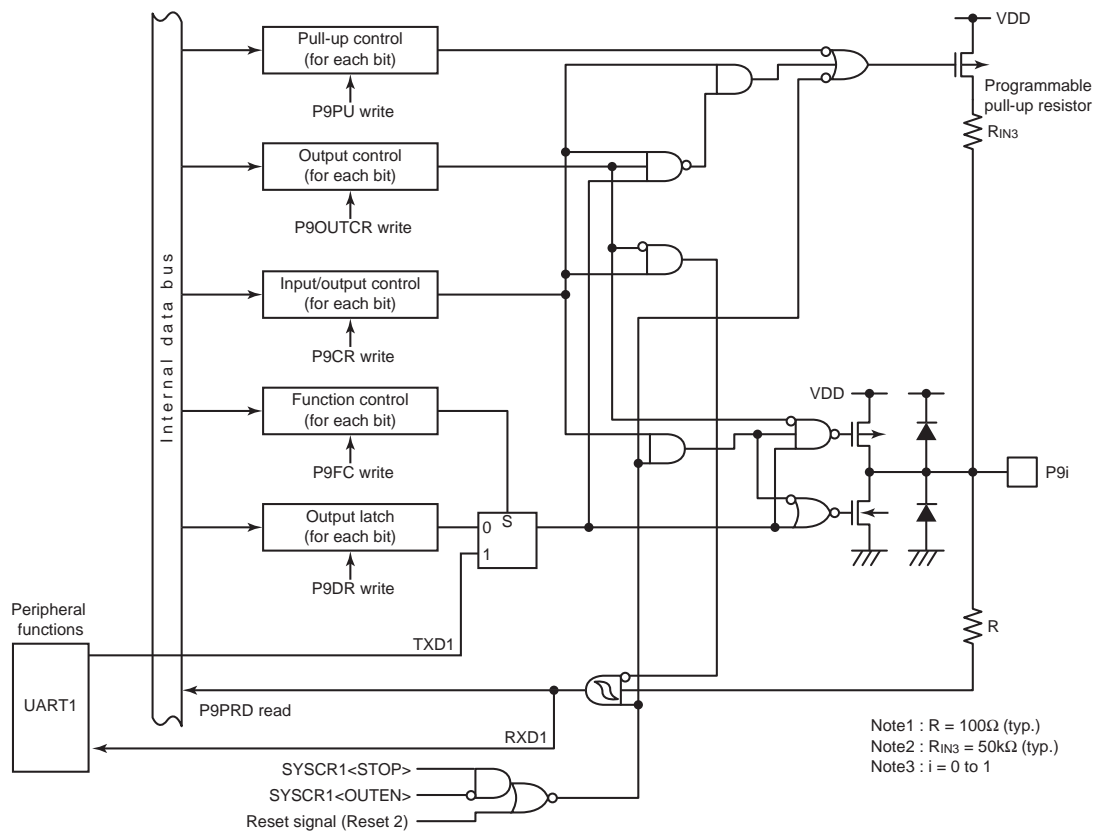 VDD
Pull-up control
(for each bit)
P9PU write
Programmable
pull-up resistor
RIN3
Output control
(for each bit)
P9OUTCR write
Internal data bus
Input/output control
(for each bit)
P9CR write
Function control
(for each bit)
P9FC write
VDD
P9i
Output latch
(for each bit)
P9DR write
0
S
1
Peripheral
functions
UART1
TXD1
R
P9PRD read
RXD1
Note1 : R = 100Ω (typ.)
Note2 : RIN3 = 50kΩ (typ.)
Note3 : i = 0 to 1
SYSCR1<STOP>
SYSCR1<OUTEN>
Reset signal (Reset 2)